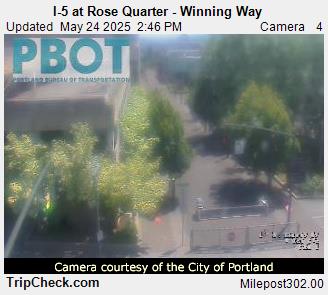 I-5 at Rose Quarter - Winning Way
Updated May 24 2025 2:46 PM Camera 4
PBOT
PORTLAND BUREAU OF TRANSPORTATION
Camera courtesy of the City of Portland
TripCheck.com Milepost302.00